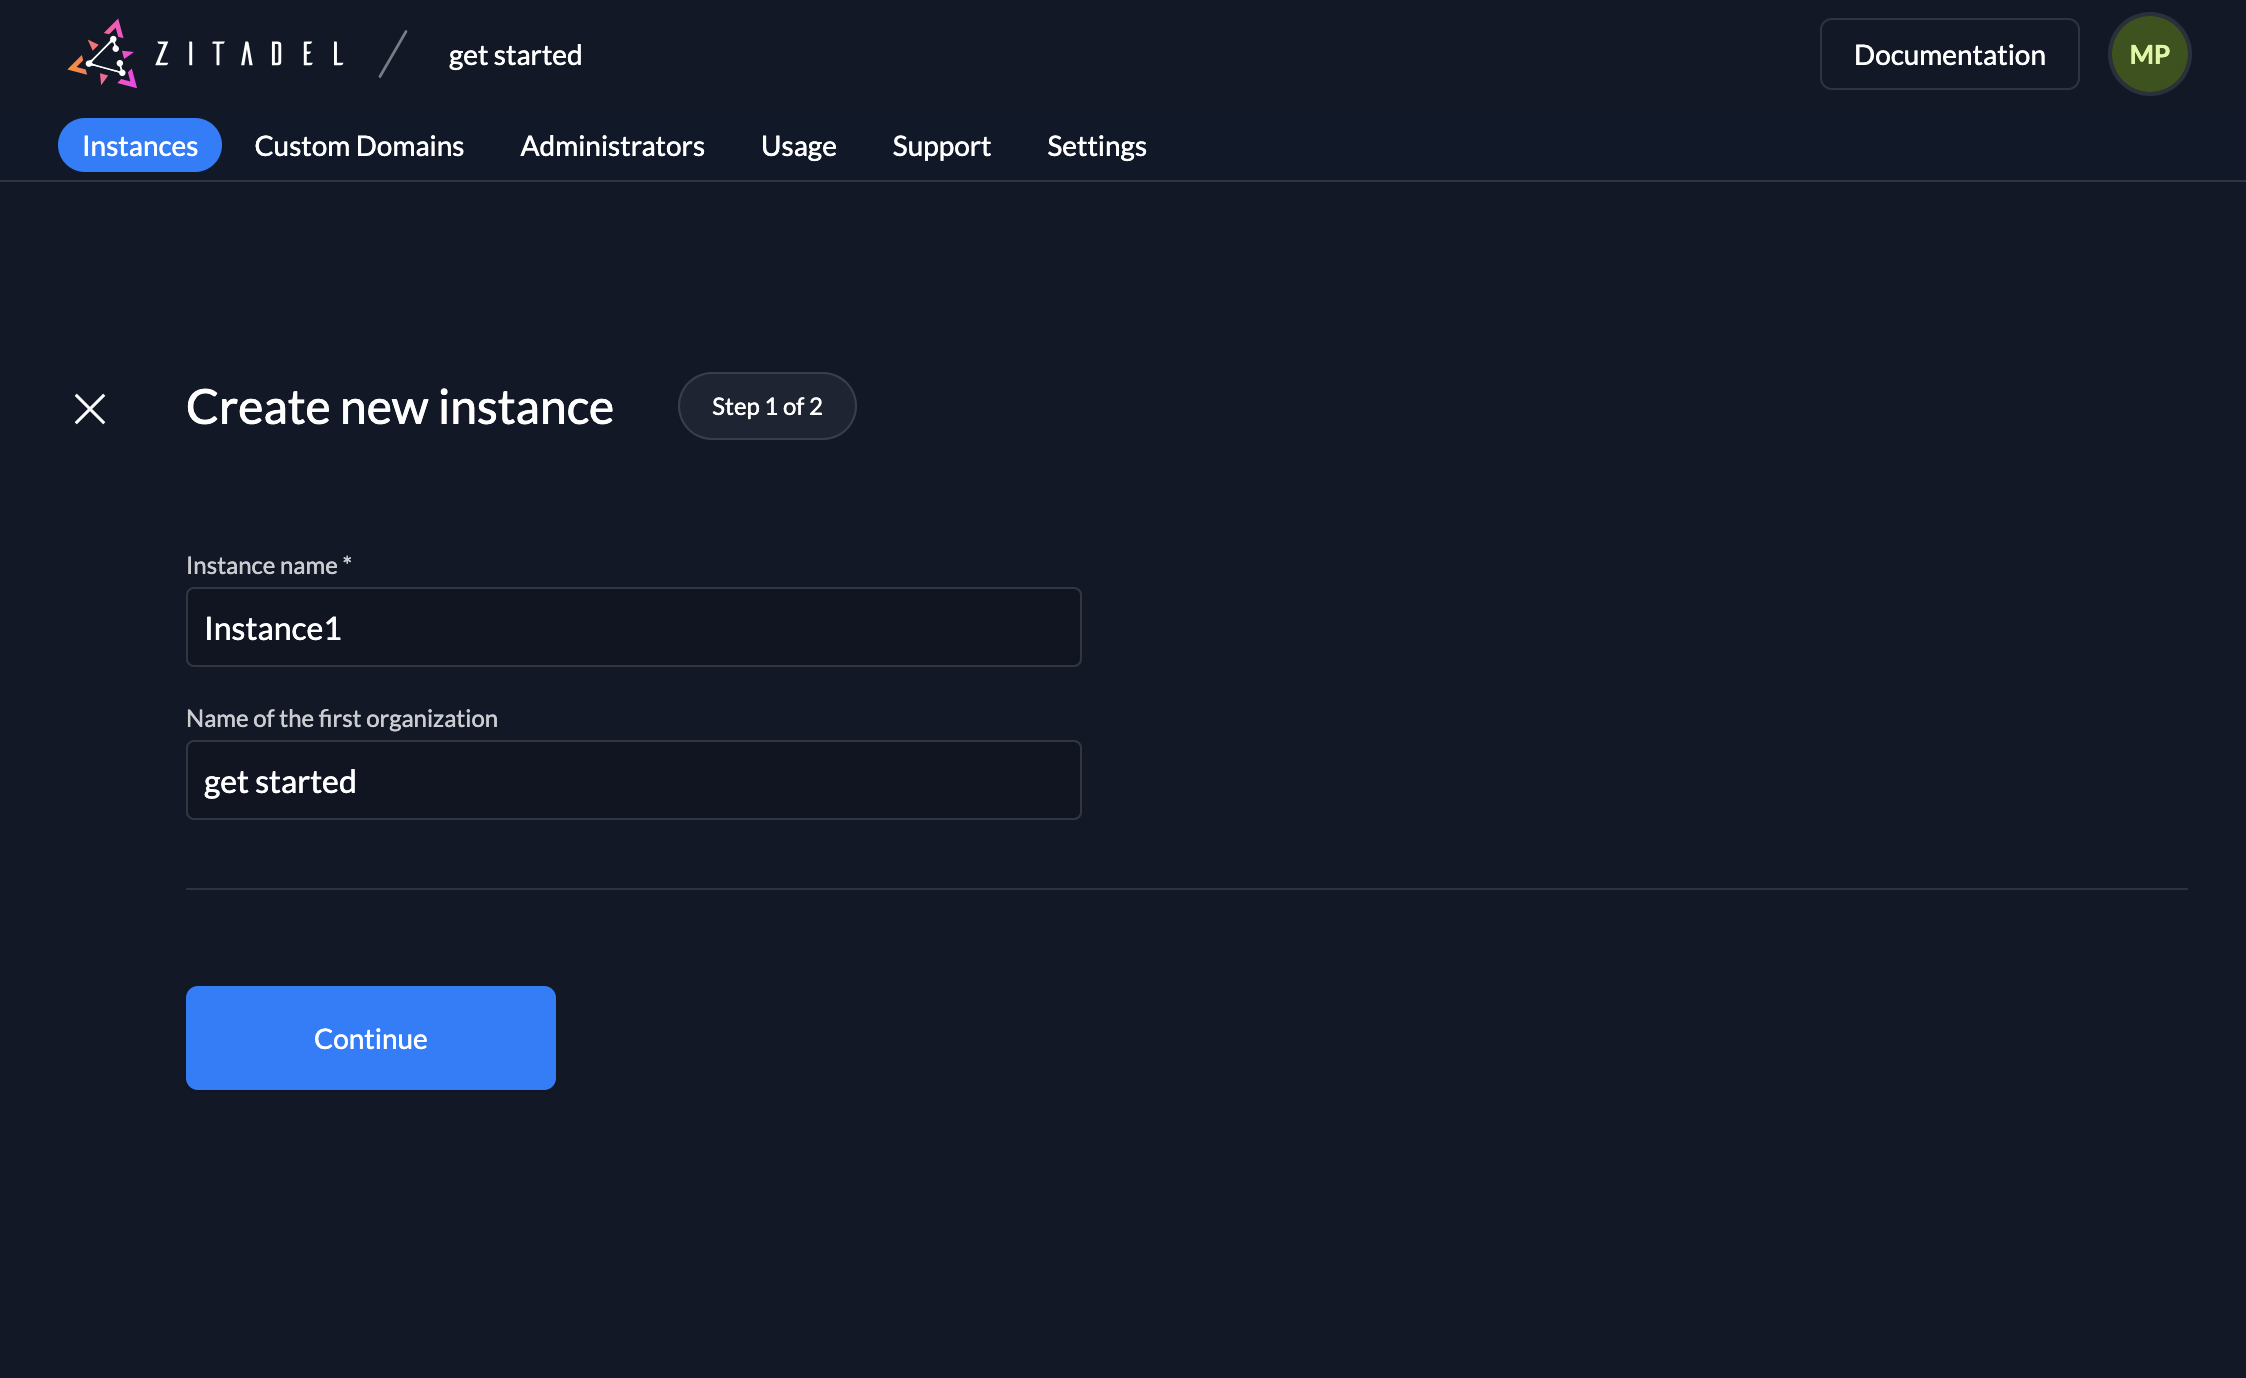 ZITADEL / get started
Documentation
MP
Instances Custom Domains Administrators Usage Support Settings
Create new instance
Step 1 of 2
Instance name *
Instance1
Name of the first organization
get started
Continue